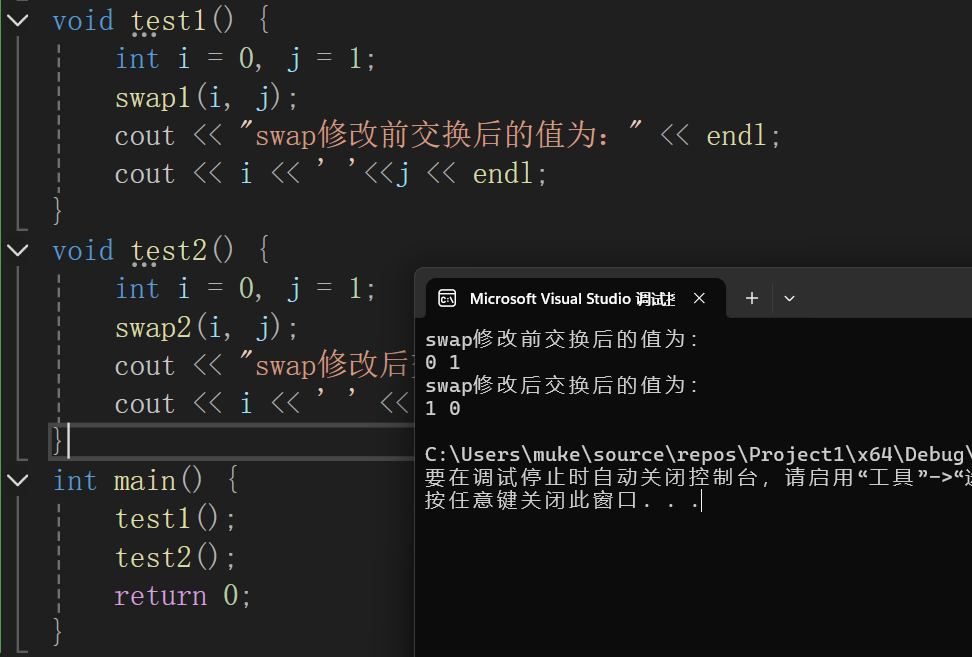 void test1() {
int i = 0, j = 1;
swap1(i, j);
cout << "swap修改前交换后的值为：" << endl;
cout << i << ' '<<j << endl;
}
void test2() {
int i = 0, j = 1;
swap2(i, j);
cout << "swap修改后
cout << i << ' ' <<
}
int main() {
test1();
test2();
return 0;
}
Microsoft Visual Studio 调试
swap修改前交换后的值为：
0 1
swap修改后交换后的值为：
1 0
C:\Users\muke\source\repos\Project1\x64\Debug\
要在调试停止时自动关闭控制台，请启用“工具”->“
按任意键关闭此窗口. . .